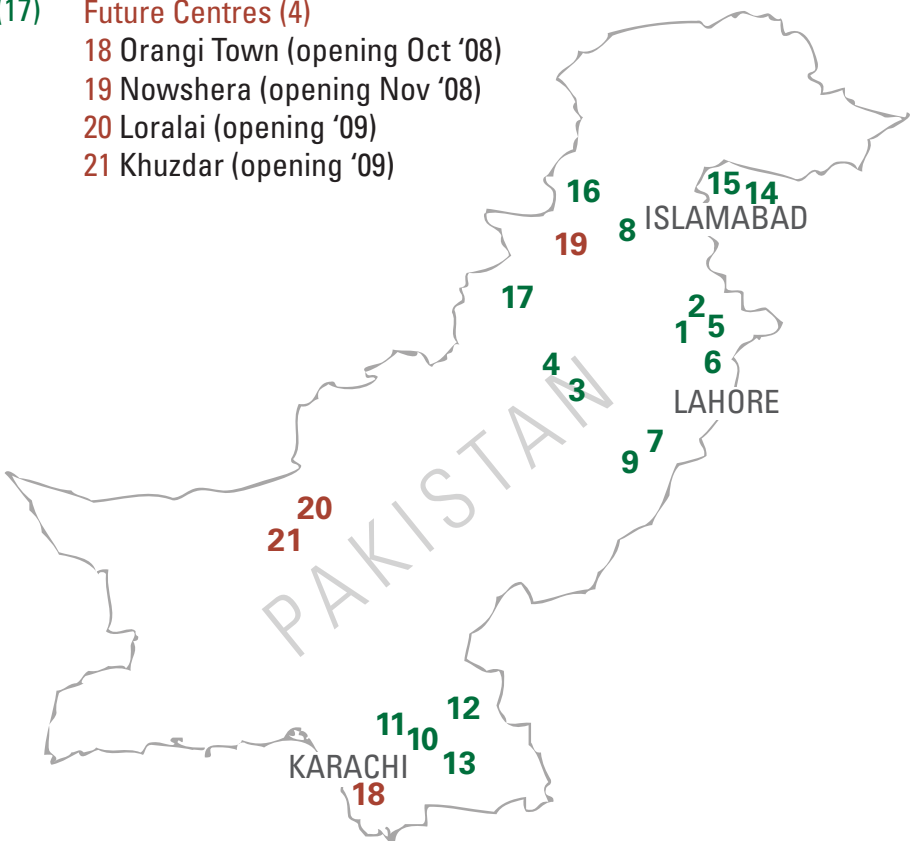 (17)
Future Centres (4)
18 Orangi Town (opening Oct ‘08)
19 Nowshera (opening Nov ‘08)
20 Loralai (opening ‘09)
21 Khuzdar (opening ‘09)
15 14
16
ISLAMABAD
8
19
17
2
5
1
4
6
3
LAHORE
7
9
PAKISTAN
20
21
12
11
10
13
KARACHI
18